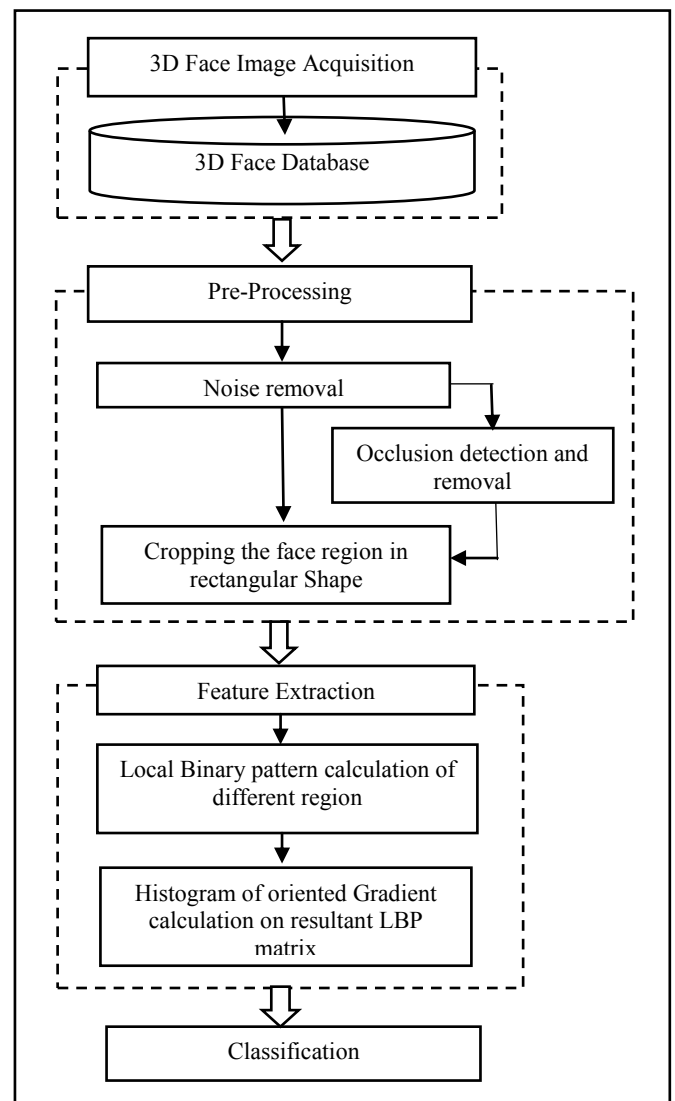 3D Face Image Acquisition
3D Face Database
Pre-Processing
Noise removal
Occlusion detection and
removal
Cropping the face region in
rectangular Shape
Feature Extraction
Local Binary pattern calculation of
different region
Histogram of oriented Gradient
calculation on resultant LBP
matrix
Classification